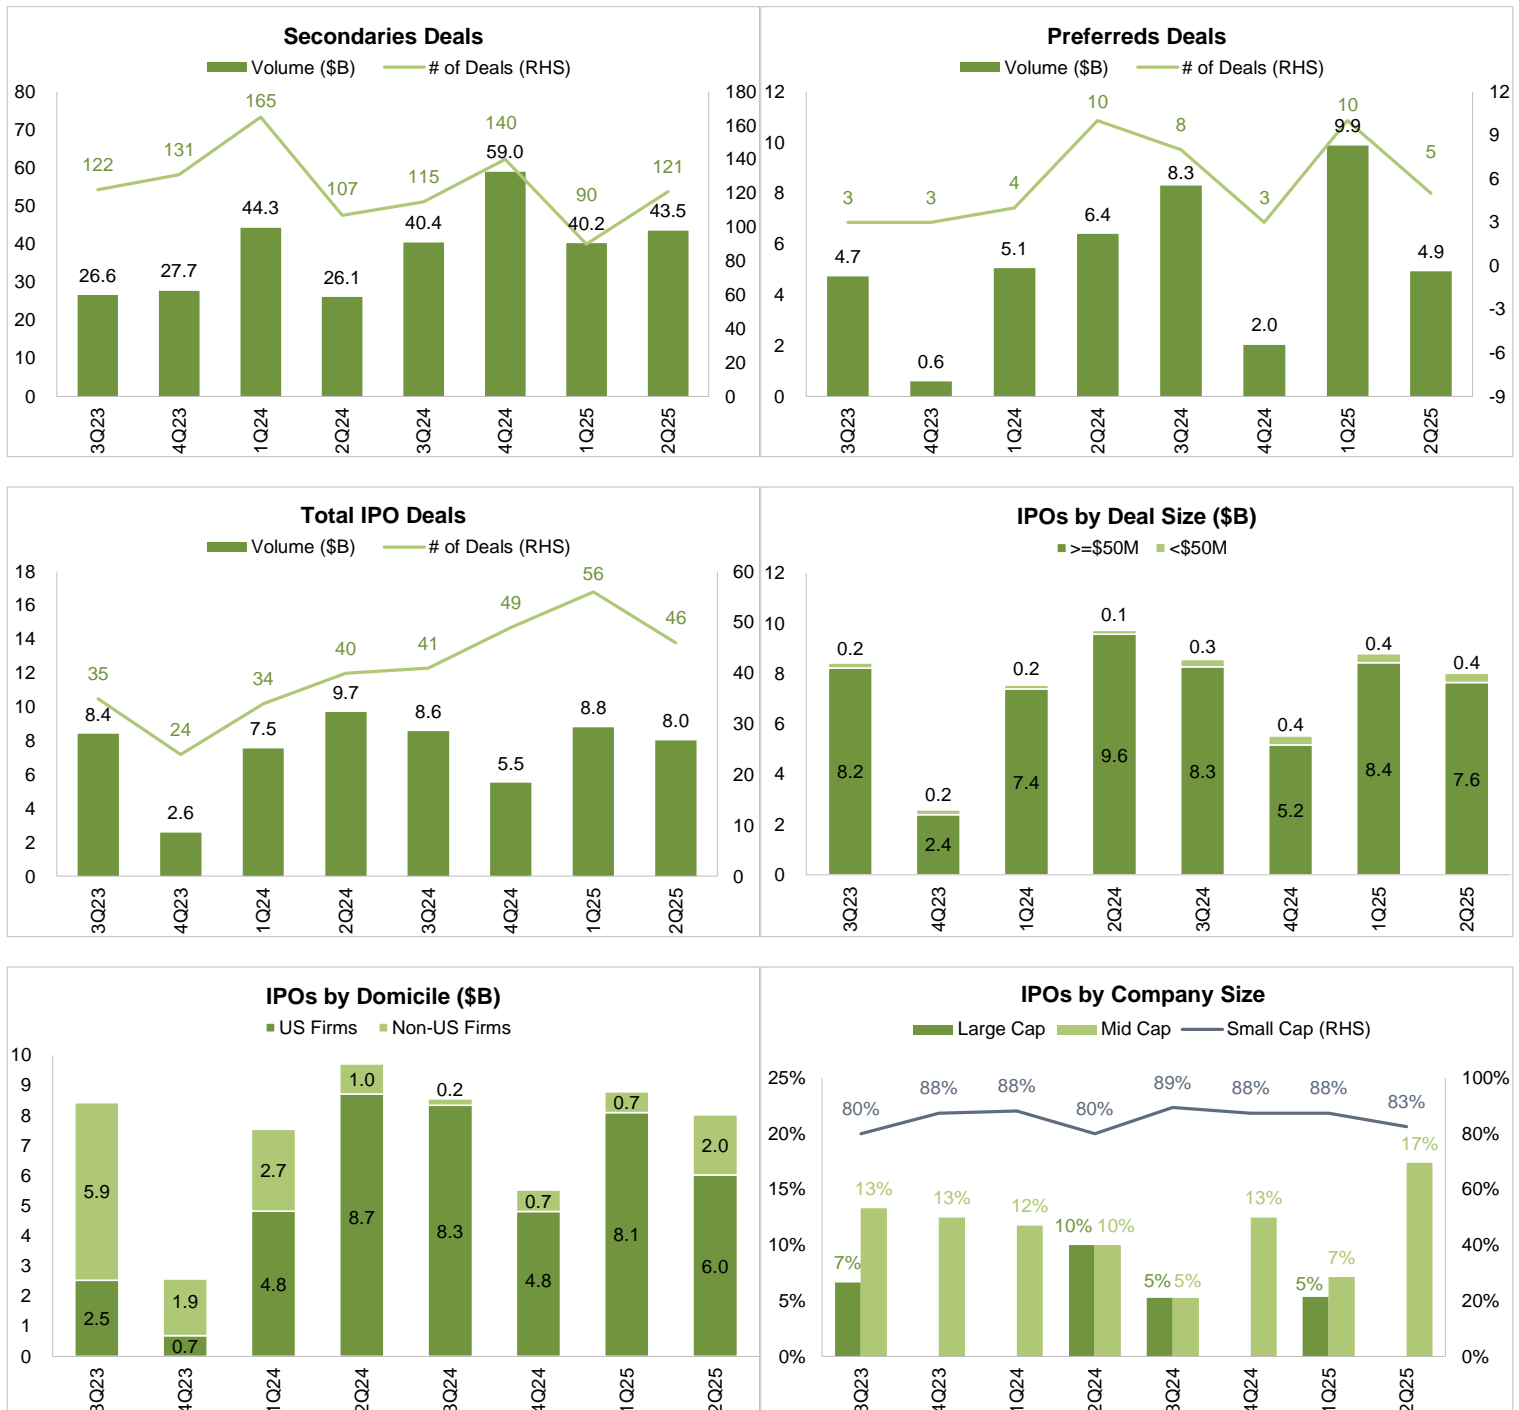 Secondaries Deals
Volume ($B) # of Deals (RHS)
80 180
70 160
60 140
50 120
40 100
30 80
20 60
10 40
0 20
0
122 131 165 107 115 140 90 121
26.6 27.7 44.3 26.1 40.4 59.0 40.2 43.5
3Q23 4Q23 1Q24 2Q24 3Q24 4Q24 1Q25 2Q25
Preferreds Deals
Volume ($B) # of Deals (RHS)
12 12
10 9
8 6
6 3
4 0
2 -3
0 -6
-9
3 3 4 10 8 3 10 5
4.7 0.6 5.1 6.4 8.3 2.0 9.9 4.9
3Q23 4Q23 1Q24 2Q24 3Q24 4Q24 1Q25 2Q25
Total IPO Deals
Volume ($B) # of Deals (RHS)
18 60
16 50
14 40
12 30
10 20
8 10
6 0
4
2
0
35 24 34 40 41 49 56 46
8.4 2.6 7.5 9.7 8.6 5.5 8.8 8.0
3Q23 4Q23 1Q24 2Q24 3Q24 4Q24 1Q25 2Q25
IPOs by Deal Size ($B)
>=$50M <$50M
12
10
8
6
4
2
0
0.2 0.2 0.2 0.1 0.3 0.4 0.4 0.4
8.2 2.4 7.4 9.6 8.3 5.2 8.4 7.6
3Q23 4Q23 1Q24 2Q24 3Q24 4Q24 1Q25 2Q25
IPOs by Domicile ($B)
US Firms Non-US Firms
10
9
8
7
6
5
4
3
2
1
0
5.9 1.9 2.7 1.0 0.2 0.7 0.7 2.0
2.5 0.7 4.8 8.7 8.3 4.8 8.1 6.0
3Q23 4Q23 1Q24 2Q24 3Q24 4Q24 1Q25 2Q25
IPOs by Company Size
Large Cap Mid Cap Small Cap (RHS)
25% 100%
20% 80%
15% 60%
10% 40%
5% 20%
0% 0%
80% 88% 88% 80% 89% 88% 88% 83%
7% 13% 13% 12% 10% 10% 5% 5% 13% 5% 7% 17%
3Q23 4Q23 1Q24 2Q24 3Q24 4Q24 1Q25 2Q25